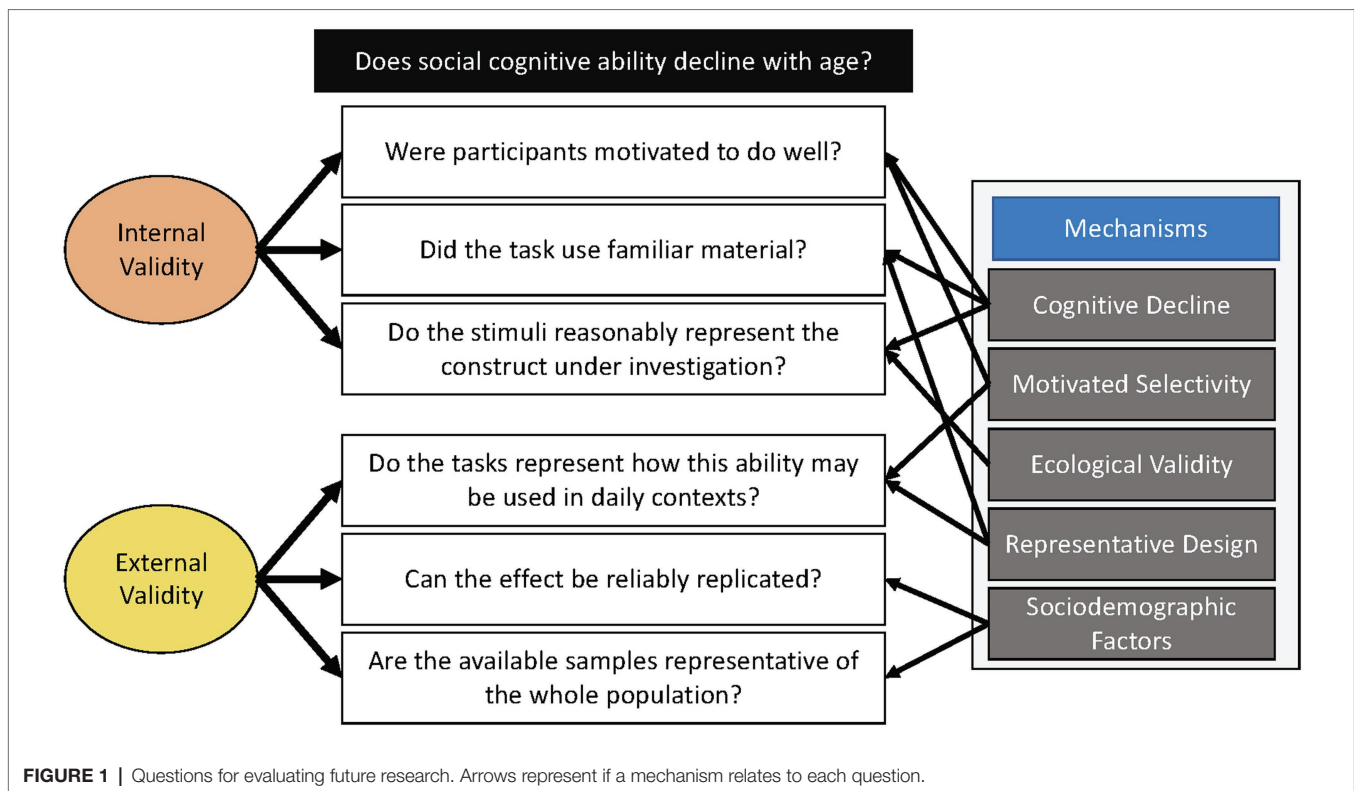 Does social cognitive ability decline with age?
Internal
Validity
Were participants motivated to do well?
Did the task use familiar material?
Do the stimuli reasonably represent the
construct under investigation?
External
Validity
Do the tasks represent how this ability may
be used in daily contexts?
Can the effect be reliably replicated?
Are the available samples representative of
the whole population?
Mechanisms
Cognitive Decline
Motivated Selectivity
Ecological Validity
Representative Design
Sociodemographic
Factors
FIGURE 1 | Questions for evaluating future research. Arrows represent if a mechanism relates to each question.